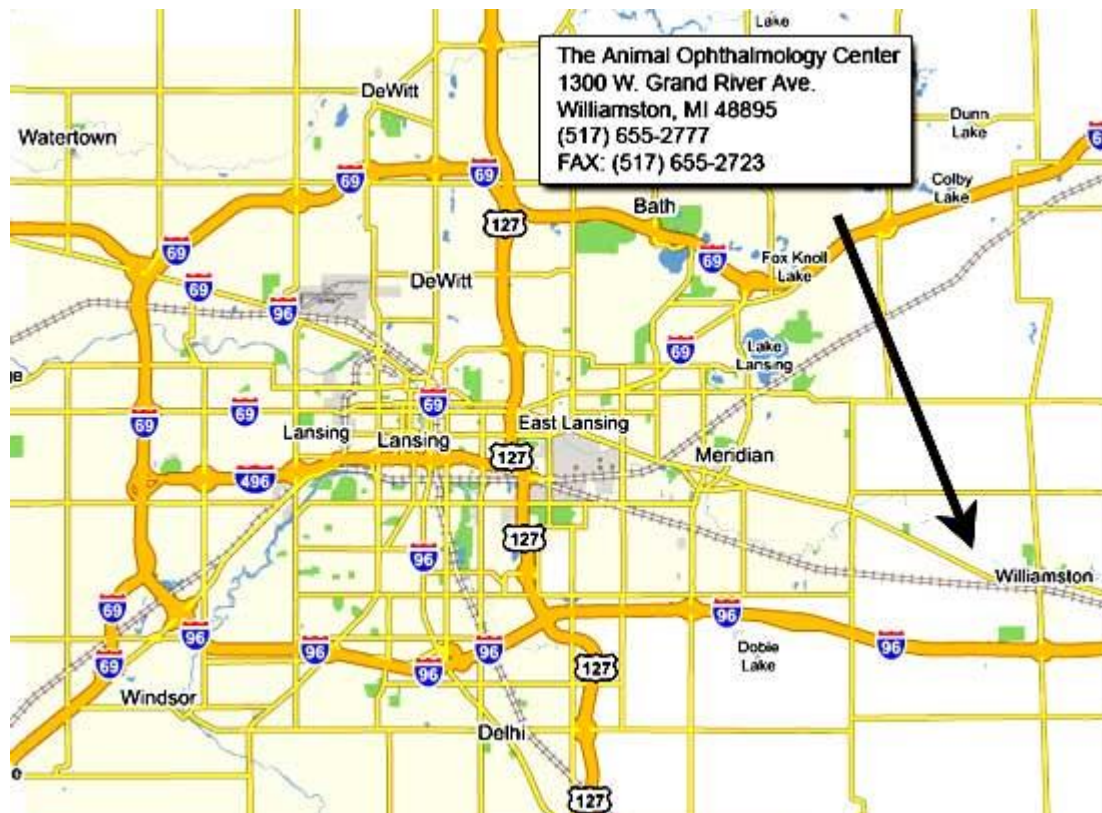 Lake
The Animal Ophthalmology Center
1300 W. Grand River Ave.
Williamston, MI 48895
(517) 655-2777
FAX: (517) 655-2723
DeWitt
Watertown
Dunn
Lake
69
69
Colby
Lake
Bath
127
69
69
Fox Knoll
Lake
69
DeWitt
96
Lake
Lansing
69
69
69
69
East Lansing
Lansing
Lansing
127
Meridian
496
127
96
Williamston
69
96
96
96
96
96
96
Dobie
Lake
69
127
Windsor
Delhi
127